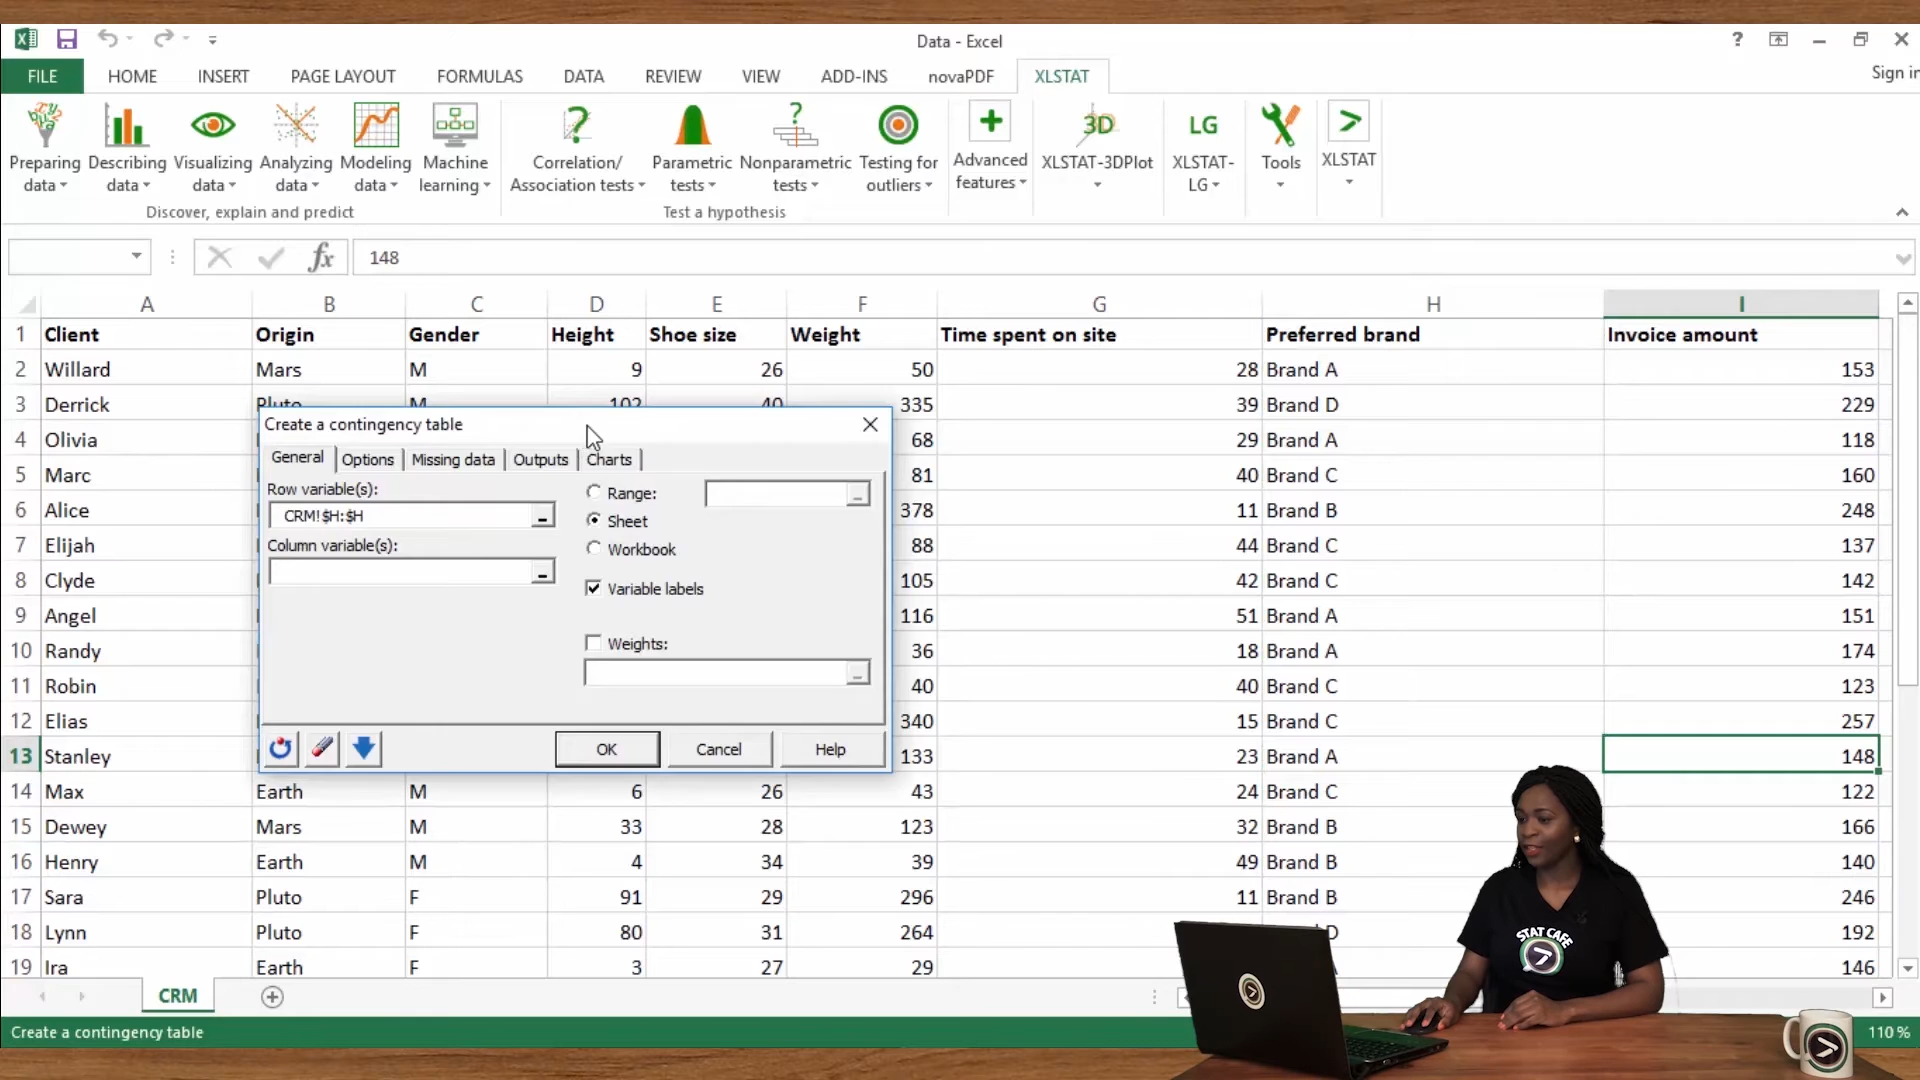 Data - Excel
?
FILE HOME INSERT PAGE LAYOUT FORMULAS DATA REVIEW VIEW ADD-INS novaPDF XLSTAT Sign in
Preparing data Describing data Visualizing data Analyzing data Modeling data Machine learning Correlation/ Association tests Parametric tests Nonparametric tests Testing for outliers Advanced features 3D XLSTAT-3DPlot LG XLSTAT-LG Tools XLSTAT
Discover, explain and predict Test a hypothesis
fx 148
A B C D E F G H I
1 Client Origin Gender Height Shoe size Weight Time spent on site Preferred brand Invoice amount
2 Willard Mars M 9 26 50 28 Brand A 153
3 Derrick Pluto M 102 40 335 39 Brand D 229
4 Olivia 68 29 Brand A 118
5 Marc 81 40 Brand C 160
6 Alice 378 11 Brand B 248
7 Elijah 88 44 Brand C 137
8 Clyde 105 42 Brand C 142
9 Angel 116 51 Brand A 151
10 Randy 36 18 Brand A 174
11 Robin 40 40 Brand C 123
12 Elias 340 15 Brand C 257
13 Stanley 133 23 Brand A 148
14 Max Earth M 6 26 43 24 Brand C 122
15 Dewey Mars M 33 28 123 32 Brand B 166
16 Henry Earth M 4 34 39 49 Brand B 140
17 Sara Pluto F 91 29 296 11 Brand B 246
18 Lynn Pluto F 80 31 264 D 192
19 Ira Earth F 3 27 29 146
Create a contingency table
General Options Missing data Outputs Charts
Row variable(s):
CRM!$H:$H
Column variable(s):
Range:
Sheet
Workbook
Variable labels
Weights:
OK Cancel Help
STAT CAFE
CRM
Create a contingency table
110 %